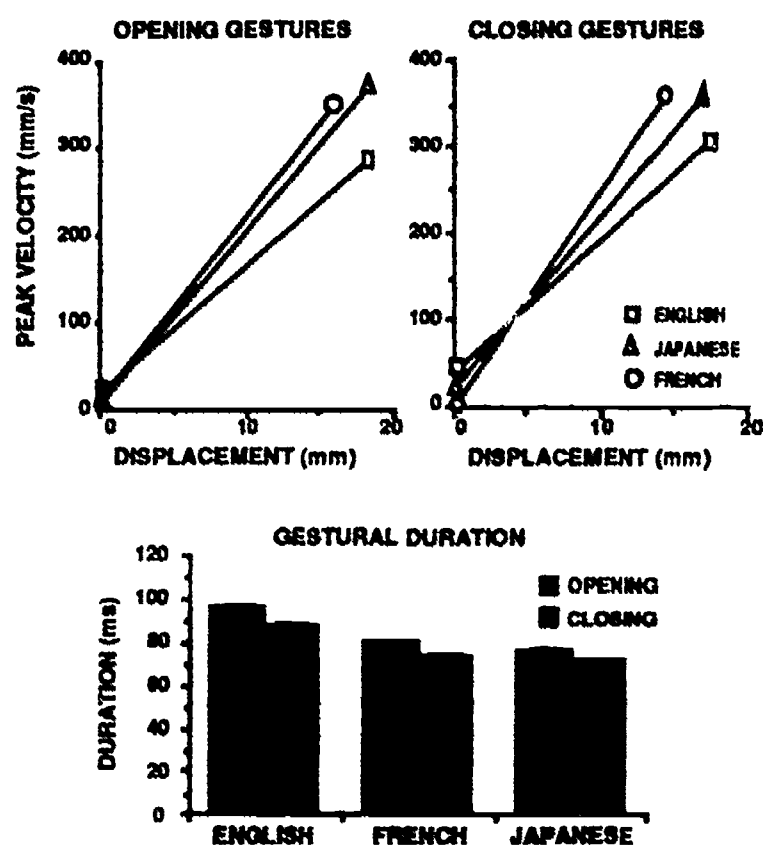 OPENING GESTURES
CLOSING GESTURES
PEAK VELOCITY (mm/s)
400
300
200
100
0
0 10 20
DISPLACEMENT (mm)
400
300
200
100
0
0 10 20
DISPLACEMENT (mm)
ENGLISH
JAPANESE
FRENCH
GESTURAL DURATION
DURATION (ms)
120
100
80
60
40
20
0
OPENING
CLOSING
ENGLISH FRENCH JAPANESE